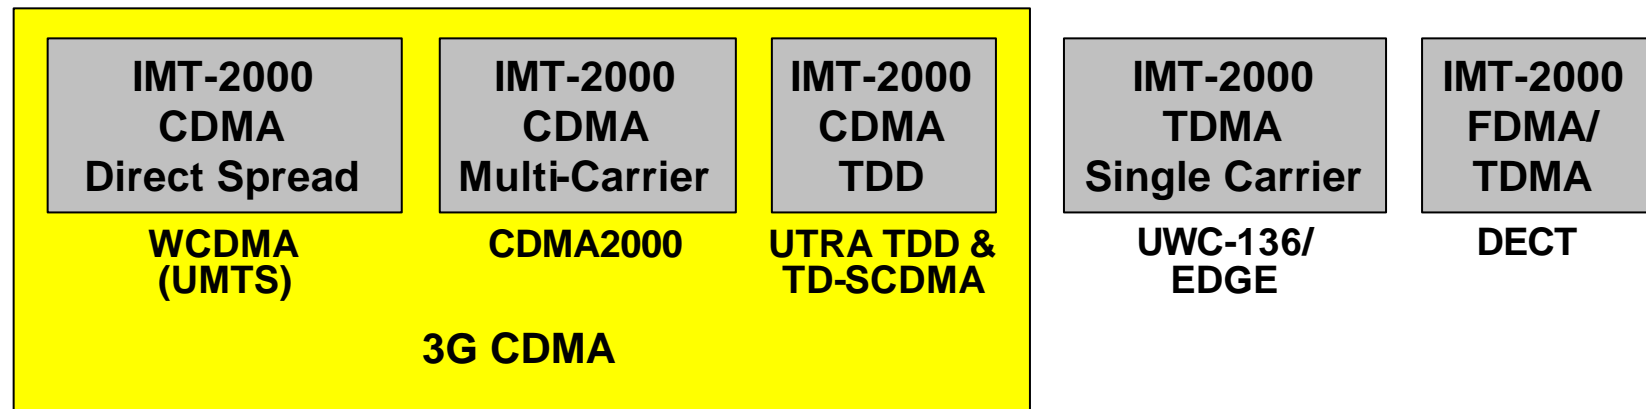 IMT-2000
CDMA
Direct Spread
WCDMA
(UMTS)
IMT-2000
CDMA
Multi-Carrier
CDMA2000
IMT-2000
CDMA
TDD
UTRA TDD &
TD-SCDMA
3G CDMA
IMT-2000
TDMA
Single Carrier
UWC-136/
EDGE
IMT-2000
FDMA/
TDMA
DECT